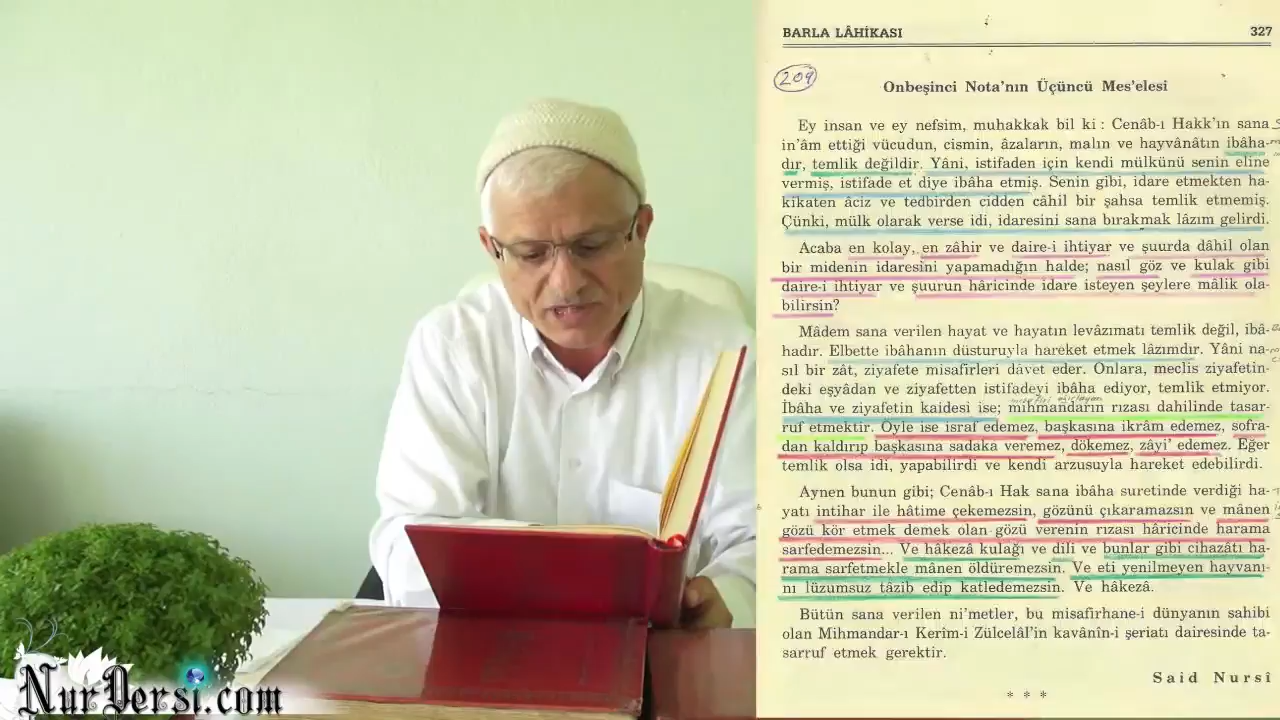 BARLA LÂHİKASI 327
209
Onbeşinci Nota'nın Üçüncü Mes'elesi
Ey insan ve ey nefsim, muhakkak bil ki : Cenâb-ı Hakk'ın sana
in'âm ettiği vücudun, cismin, âzaların, malın ve hayvânâtın ibâha-
dır, temlik değildir. Yâni, istifaden için kendi mülkünü senin eline
vermiş, istifade et diye ibâha etmiş. Senin gibi, idare etmekten ha-
kikaten âciz ve tedbirden cidden câhil bir şahsa temlik etmemiş.
Çünki, mülk olarak verse idi, idaresini sana bırakmak lâzım gelirdi.
Acaba en kolay, en zâhir ve daire-i ihtiyar ve şuurda dâhil olan
bir midenin idaresini yapamadığın halde; nasıl göz ve kulak gibi
daire-i ihtiyar ve şuurun hâricinde idare isteyen şeylere mâlik ola-
bilirsin?
Mâdem sana verilen hayat ve hayatın levâzımatı temlik değil, ibâ-
hadır. Elbette ibâhanın düsturuyla hareket etmek lâzımdır. Yâni na-
sıl bir zât, ziyafete misafirleri dâvet eder. Onlara, meclis ziyafetin-
deki eşyâdan ve ziyafetten istifadeyi ibâha ediyor, temlik etmiyor.
İbâha ve ziyafetin kaidesi ise; mihmandarın rızası dahilinde tasar-
ruf etmektir. Öyle ise israf edemez, başkasına ikrâm edemez, sofra-
dan kaldırıp başkasına sadaka veremez, dökemez, zâyi' edemez. Eğer
temlik olsa idi, yapabilirdi ve kendi arzusuyla hareket edebilirdi.
Aynen bunun gibi; Cenâb-ı Hak sana ibâha suretinde verdiği ha-
yatı intihar ile hâtime çekemezsin, gözünü çıkaramazsın ve mânen
gözü kör etmek demek olan gözü verenin rızası hâricinde harama
sarfedemezsin... Ve hâkezâ kulağı ve dili ve bunlar gibi cihazâtı ha-
rama sarfetmekle mânen öldüremezsin. Ve eti yenilmeyen hayvanı-
nı lüzumsuz tâzib edip katledemezsin. Ve hâkezâ.
Bütün sana verilen ni'metler, bu misafirhane-i dünyanın sahibi
olan Mihmandar-ı Kerîm-i Zülcelâl'in kavânîn-i şeriatı dairesinde ta-
sarruf etmek gerektir.
Said Nursî
* * *
NurDersi.com